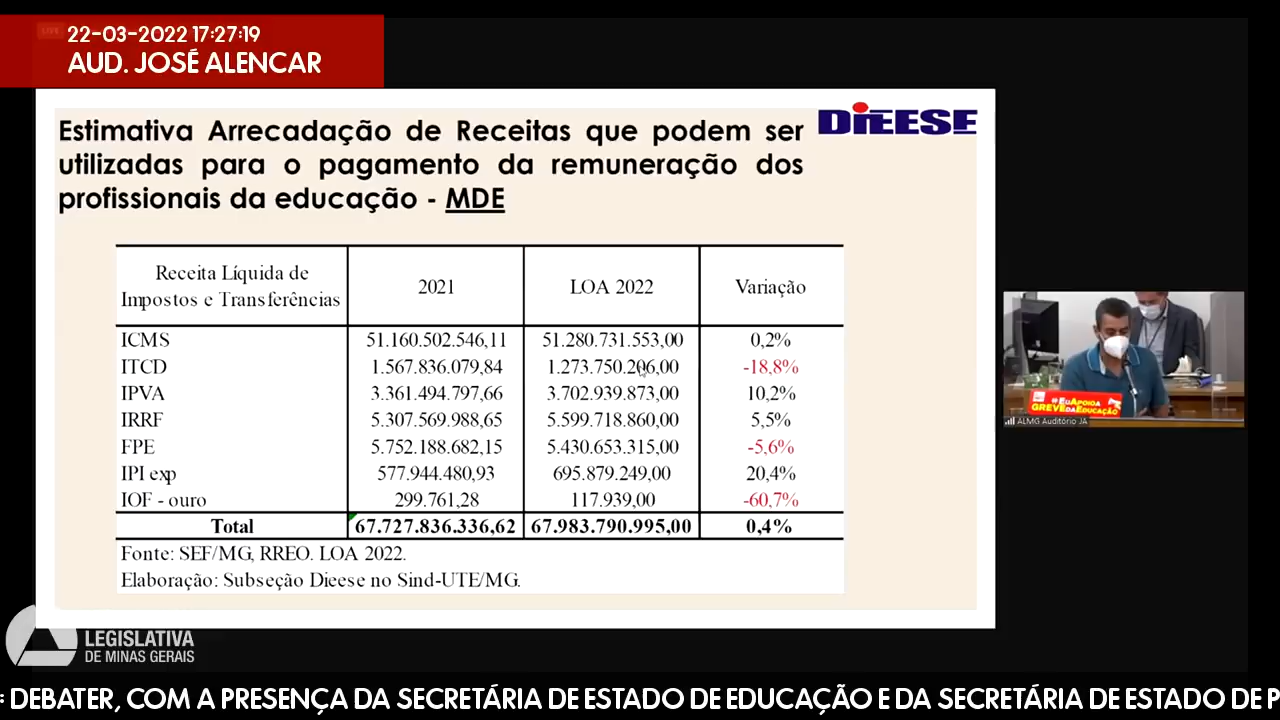 LIVE
22-03-2022 17:27:19
AUD. JOSÉ ALENCAR
DiEESE
Estimativa Arrecadação de Receitas que podem ser
utilizadas para o pagamento da remuneração dos
profissionais da educação - MDE
Receita Líquida de Impostos e Transferências 2021 LOA 2022 Variação
ICMS 51.160.502.546,11 51.280.731.553,00 0,2%
ITCD 1.567.836.079,84 1.273.750.206,00 -18,8%
IPVA 3.361.494.797,66 3.702.939.873,00 10,2%
IRRF 5.307.569.988,65 5.599.718.860,00 5,5%
FPE 5.752.188.682,15 5.430.653.315,00 -5,6%
IPI exp 577.944.480,93 695.879.249,00 20,4%
IOF - ouro 299.761,28 117.939,00 -60,7%
Total 67.727.836.336,62 67.983.790.995,00 0,4%
Fonte: SEF/MG, RREO. LOA 2022.
Elaboração: Subseção Dieese no Sind-UTE/MG.
#EuApoio
GREVEdaEducação
ALMG Auditório JA
LEGISLATIVA
DE MINAS GERAIS
: DEBATER, COM A PRESENÇA DA SECRETÁRIA DE ESTADO DE EDUCAÇÃO E DA SECRETÁRIA DE ESTADO DE P